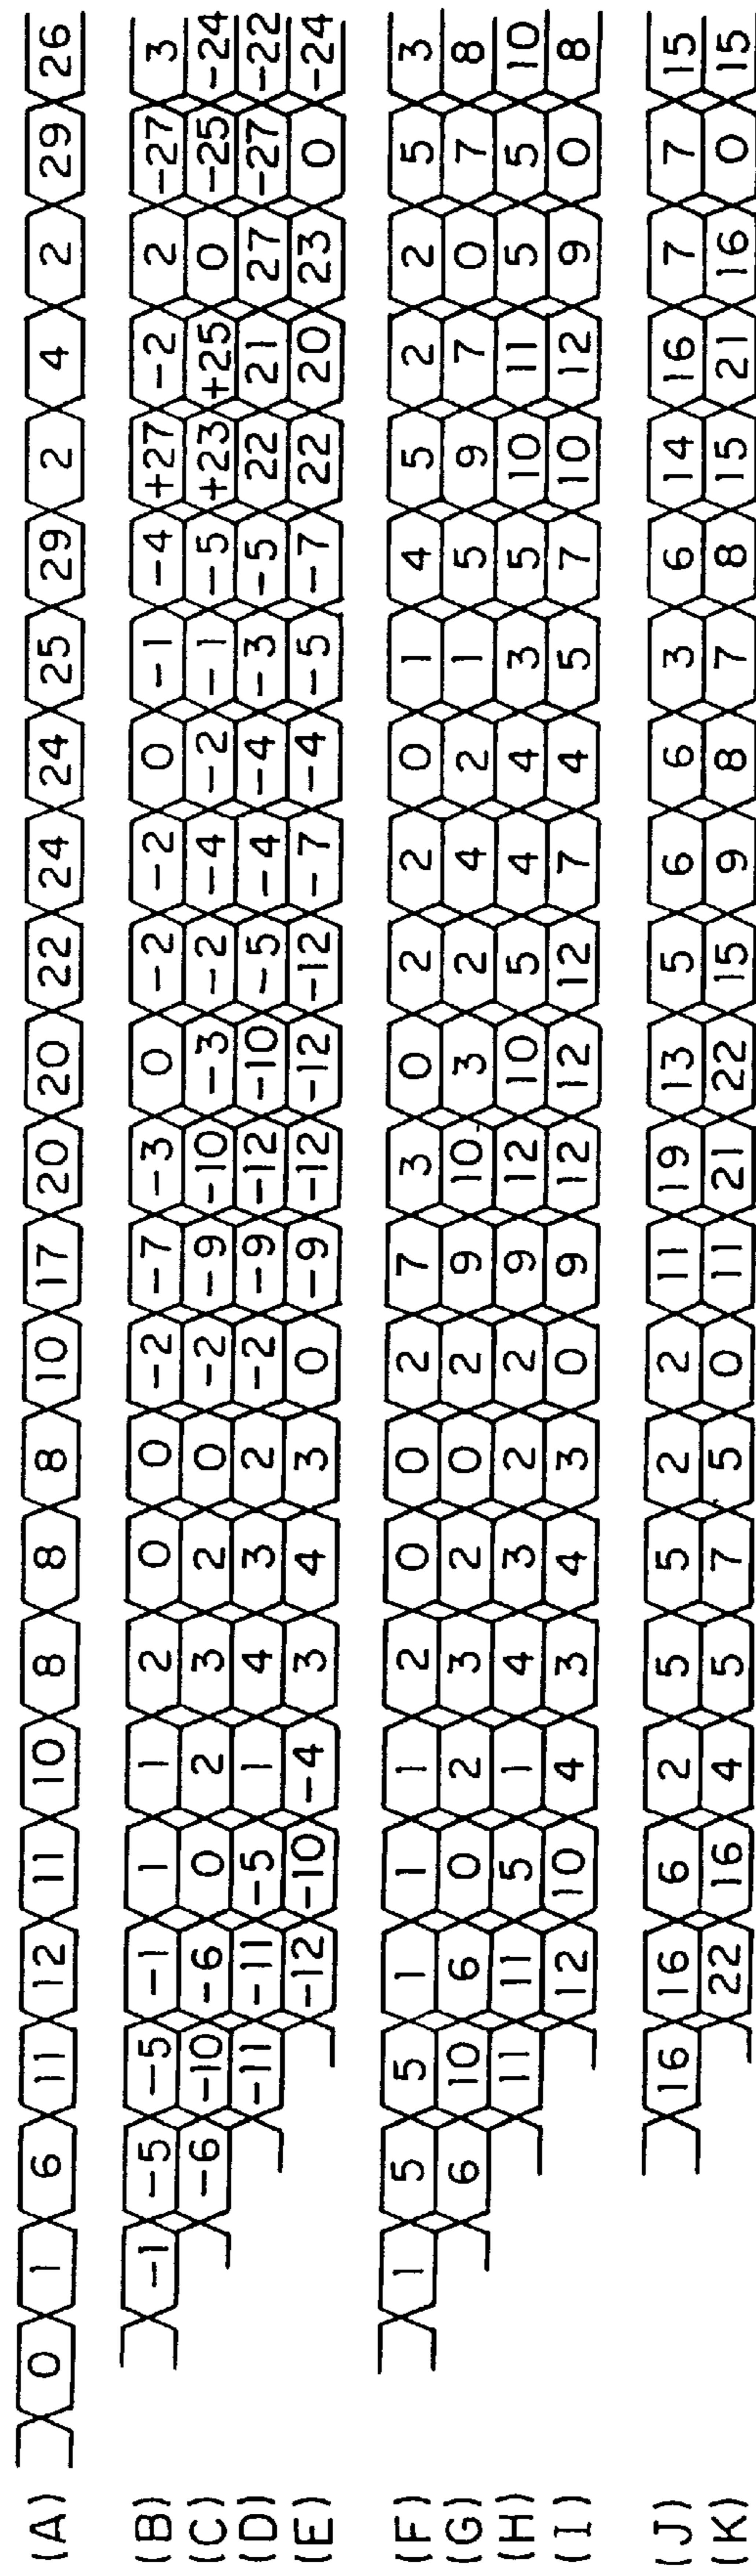 (A) 0 1 6 11 12 11 10 8 8 8 10 17 20 20 22 24 24 25 29 2 4 2 29 26
(B) -1 -5 -5 -1 1 1 2 0 0 -2 -7 -3 0 -2 -2 0 -1 -4 +27 -2 2 -27 3
(C) -6 -10 -6 0 2 3 2 0 -2 -9 -10 -3 -2 -4 -2 -1 -5 +23 +25 0 -25 -24
(D) -11 -11 -5 1 4 3 2 -2 -9 -12 -10 -5 -4 -4 -3 -5 22 21 27 -27 -22
(E) -12 -10 -4 3 4 3 0 -9 -12 -12 -12 -7 -4 -5 -7 22 20 23 0 -24
(F) 1 5 5 1 1 1 2 0 0 2 7 3 0 2 2 0 1 4 5 2 2 5 3
(G) 6 10 6 0 2 3 2 0 2 9 10 3 2 4 2 1 5 9 7 0 7 8
(H) 11 11 5 1 4 3 2 2 9 12 10 5 4 4 3 5 10 11 5 5 10
(I) 12 10 4 3 4 3 0 9 12 12 12 7 4 5 7 10 12 9 0 8
(J) 16 16 6 2 5 5 2 2 11 19 13 5 6 6 3 6 14 16 7 7 15
(K) 22 16 4 5 7 5 0 11 21 22 15 9 8 7 8 15 21 16 0 15